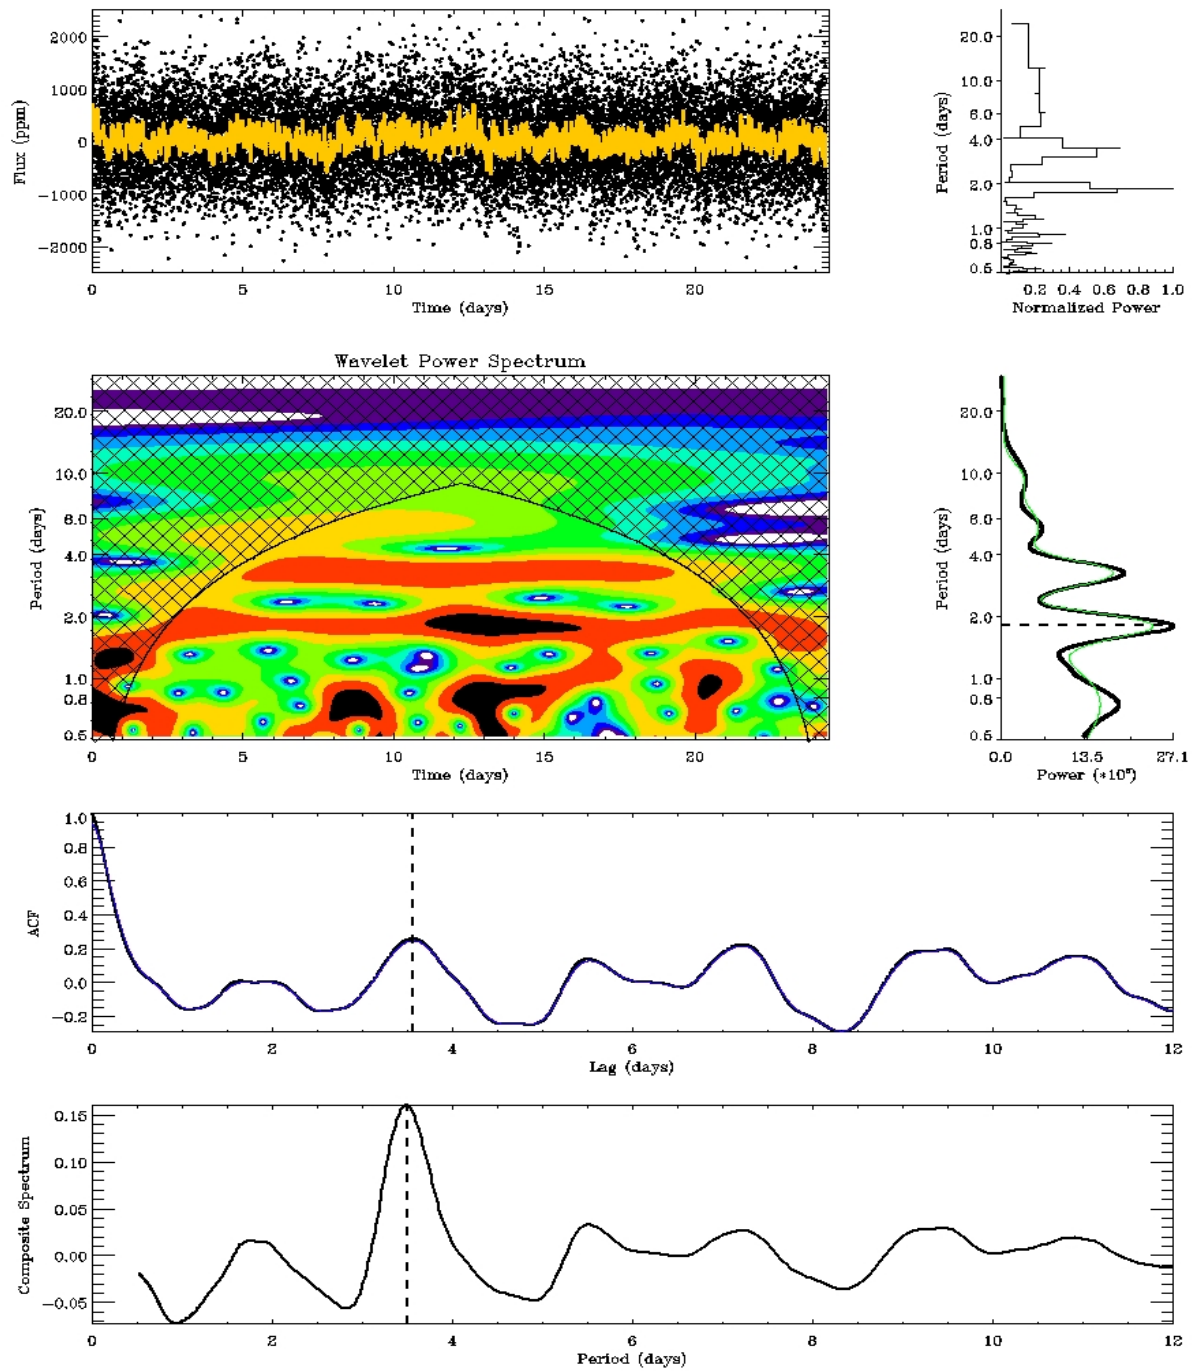 2000
1000
0
−1000
−2000
Flux (ppm)
0 5 10 15 20
Time (days)
20.0
10.0
6.0
4.0
2.0
1.0
0.8
0.5
Period (days)
0.2 0.4 0.6 0.8 1.0
Normalized Power
Wavelet Power Spectrum
20.0
10.0
6.0
4.0
2.0
1.0
0.8
0.5
Period (days)
0 5 10 15 20
Time (days)
20.0
10.0
6.0
4.0
2.0
1.0
0.8
0.5
Period (days)
0.0 13.5 27.1
1.0
0.8
0.6
0.4
0.2
0.0
−0.2
ACF
0 2 4 6 8 10 12
Lag (days)
0.15
0.10
0.05
0.00
−0.05
Composite Spectrum
0 2 4 6 8 10 12
Period (days)